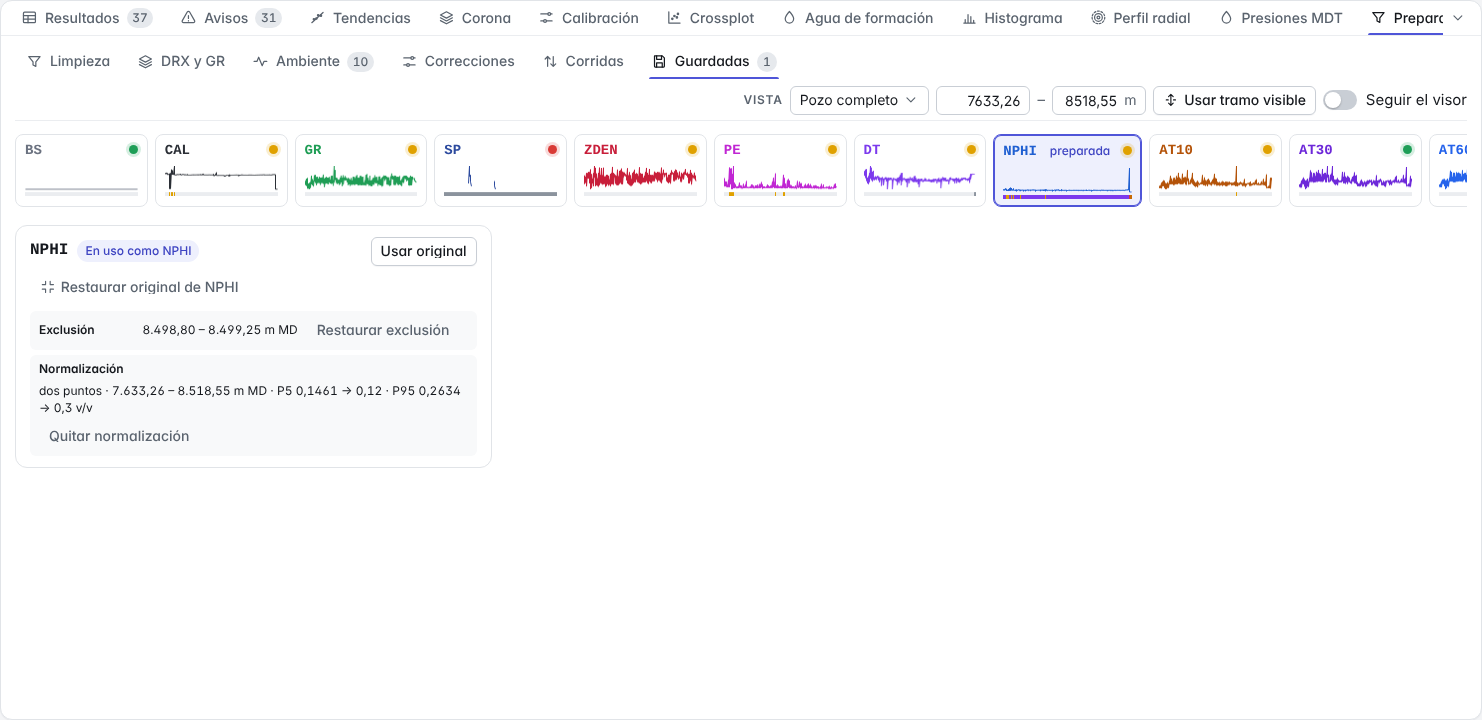 Resultados 37 Avisos 31 Tendencias Corona Calibración Crossplot Agua de formación Histograma Perfil radial Presiones MDT Prepara
Limpieza DRX y GR Ambiente 10 Correcciones Corridas Guardadas 1
VISTA Pozo completo 7633,26 – 8518,55 m Usar tramo visible Seguir el visor
BS CAL GR SP ZDEN PE DT NPHI preparada AT10 AT30 AT60
NPHI En uso como NPHI Usar original
Restaurar original de NPHI
Exclusión 8.498,80 – 8.499,25 m MD Restaurar exclusión
Normalización
dos puntos · 7.633,26 – 8.518,55 m MD · P5 0,1461 → 0,12 · P95 0,2634
→ 0,3 v/v
Quitar normalización